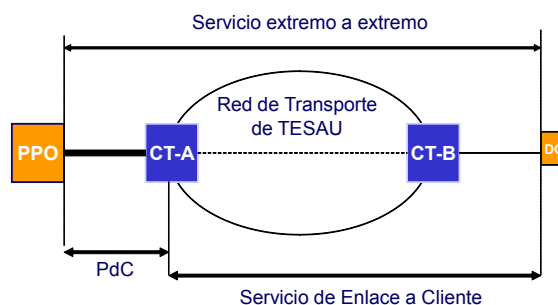 Servicio extremo a extremo
Red de Transporte
de TESAU
PPO
CT-A
CT-B
PdC
Servicio de Enlace a Cliente